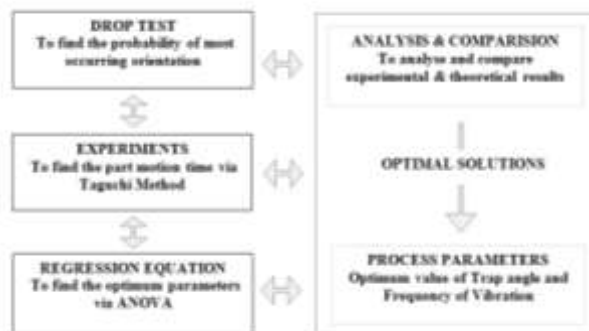 DROP TEST
To find the probability of most
occurring orientation
EXPERIMENTS
To find the part motion time via
Taguchi Method
REGRESSION EQUATION
To find the optimum parameters
via ANOVA
ANALYSIS & COMPARISION
To analyse and compare
experimental & theoretical results
OPTIMAL SOLUTIONS
PROCESS PARAMETERS
Optimum value of Trap angle and
Frequency of Vibration